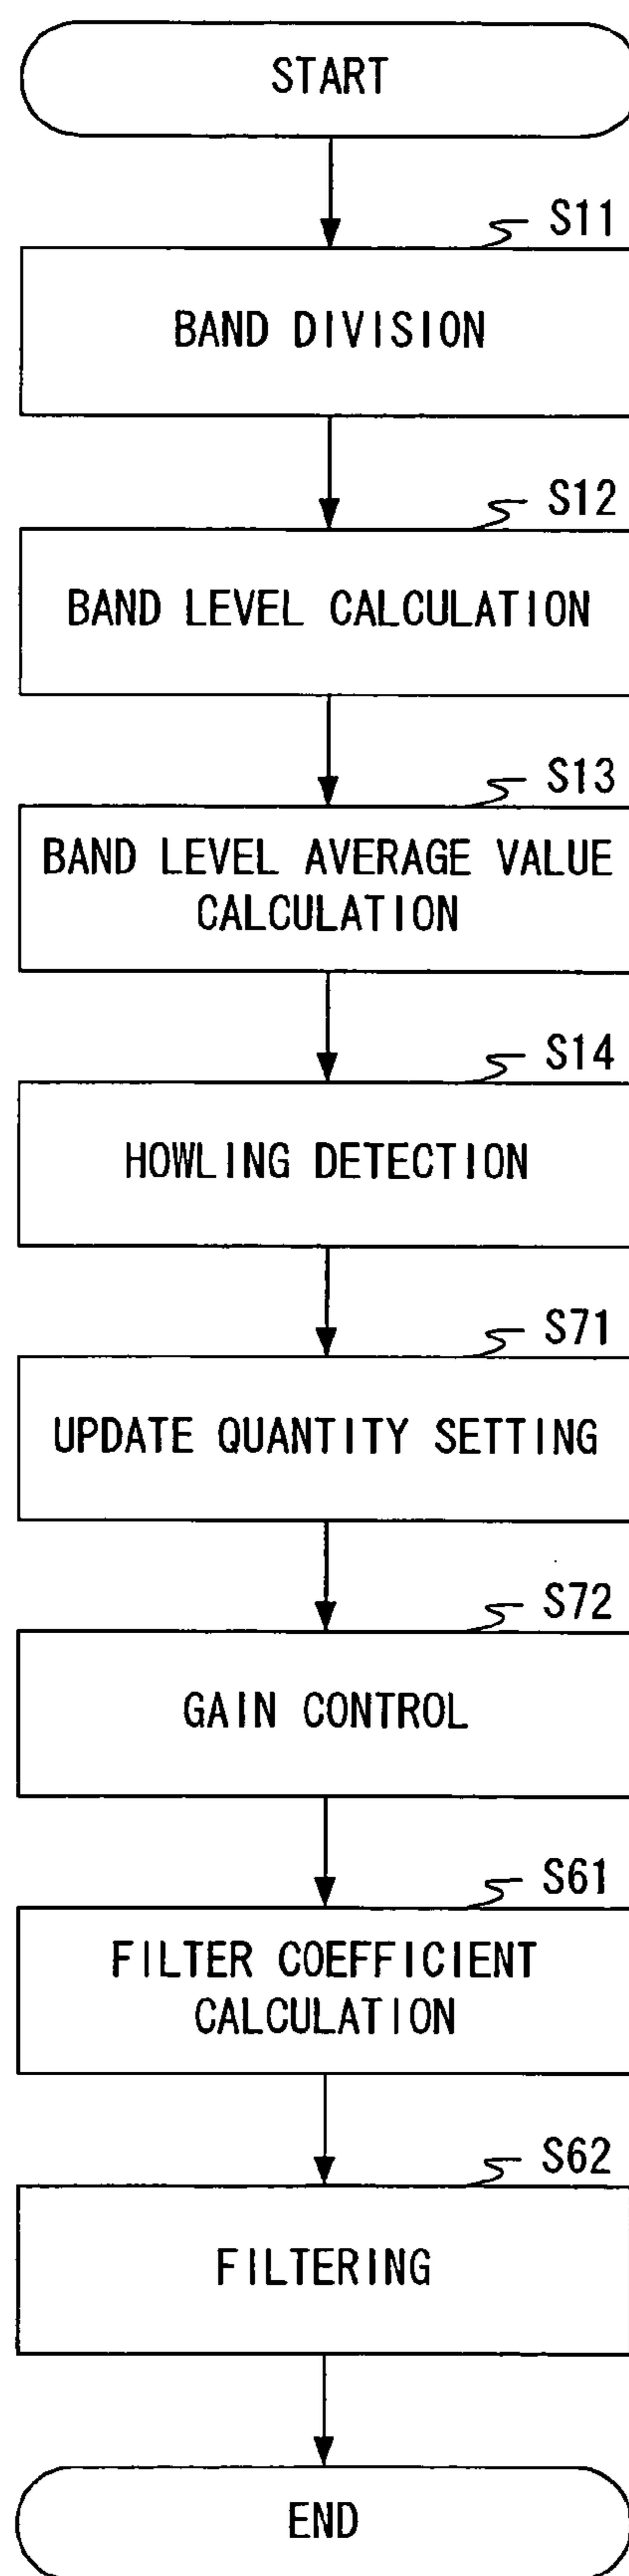 START
S11
BAND DIVISION
S12
BAND LEVEL CALCULATION
S13
BAND LEVEL AVERAGE VALUE
CALCULATION
S14
HOWLING DETECTION
S71
UPDATE QUANTITY SETTING
S72
GAIN CONTROL
S61
FILTER COEFFICIENT
CALCULATION
S62
FILTERING
END